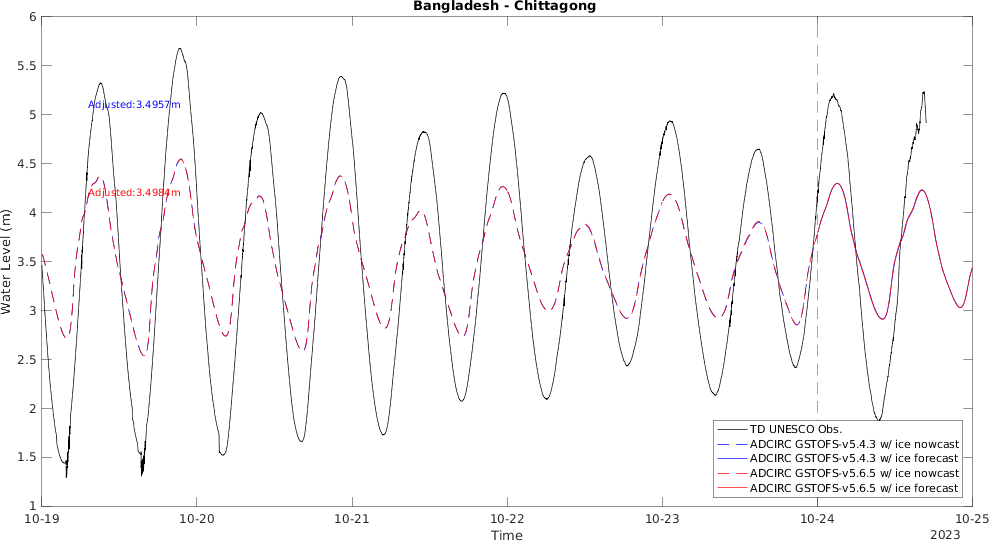 Bangladesh - Chittagong
6
5.5
5
4.5
4
3.5
3
2.5
2
1.5
1
Water Level (m)
Adjusted:3.4957m
Adjusted:3.4984m
TD UNESCO Obs.
ADCIRC GSTOFS-v5.4.3 w/ ice nowcast
ADCIRC GSTOFS-v5.4.3 w/ ice forecast
ADCIRC GSTOFS-v5.6.5 w/ ice nowcast
ADCIRC GSTOFS-v5.6.5 w/ ice forecast
10-19 10-20 10-21 10-22 10-23 10-24 10-25
Time
2023